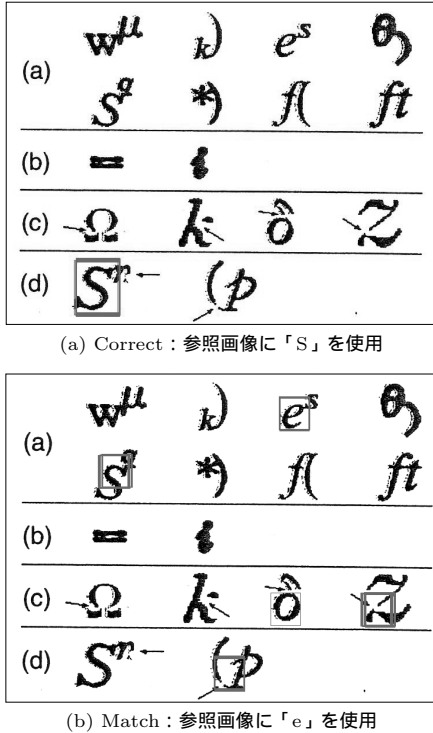 (a) w^μ k) e^s θ)
S^q *) f( ft
(b) =
(c) Ω k ô Z
(d) S^n (p
(a) Correct：参照画像に「S」を使用
(a) w^μ k) e^s θ)
S^q *) f( ft
(b) =
(c) Ω k ô Z
(d) S^n (p
(b) Match：参照画像に「e」を使用